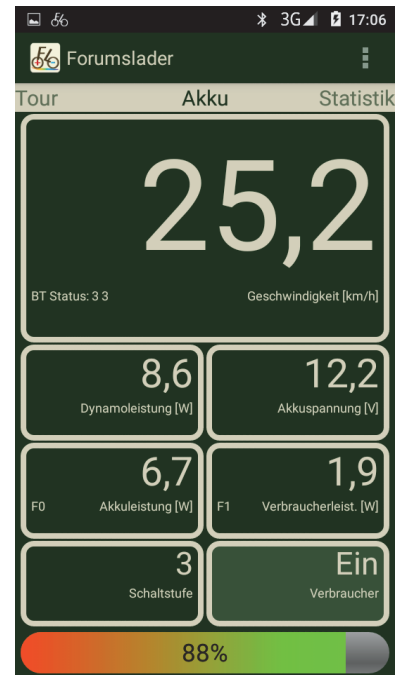 3G 17:06
Forumslader
Tour Akku Statistik
25,2
BT Status: 3 3 Geschwindigkeit [km/h]
8,6 12,2
Dynamoleistung [W] Akkuspannung [V]
6,7 1,9
F0 Akkuleistung [W] F1 Verbraucherleist. [W]
3 Ein
Schaltstufe Verbraucher
88%